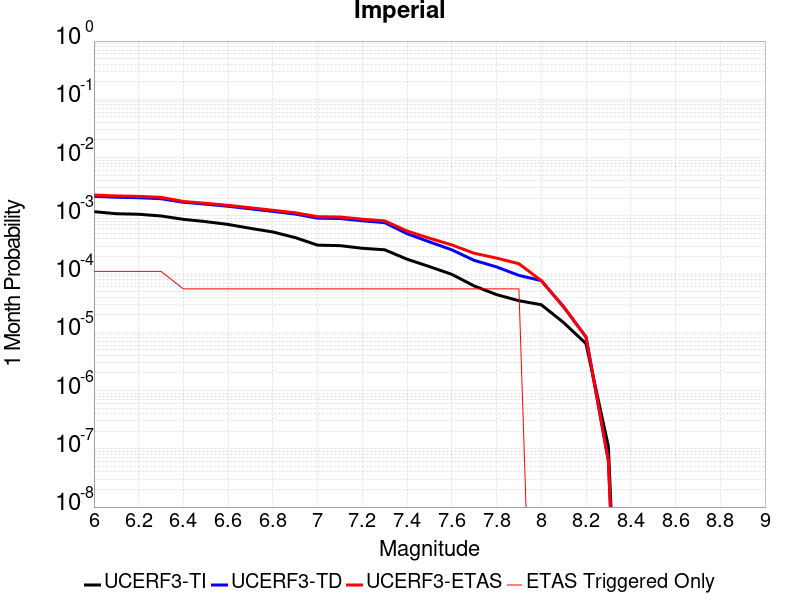 Imperial
10 0
10 -1
10 -2
10 -3
10 -4
10 -5
10 -6
10 -7
10 -8
1 Month Probability
6 6.2 6.4 6.6 6.8 7 7.2 7.4 7.6 7.8 8 8.2 8.4 8.6 8.8 9
Magnitude
UCERF3-TI UCERF3-TD UCERF3-ETAS ETAS Triggered Only